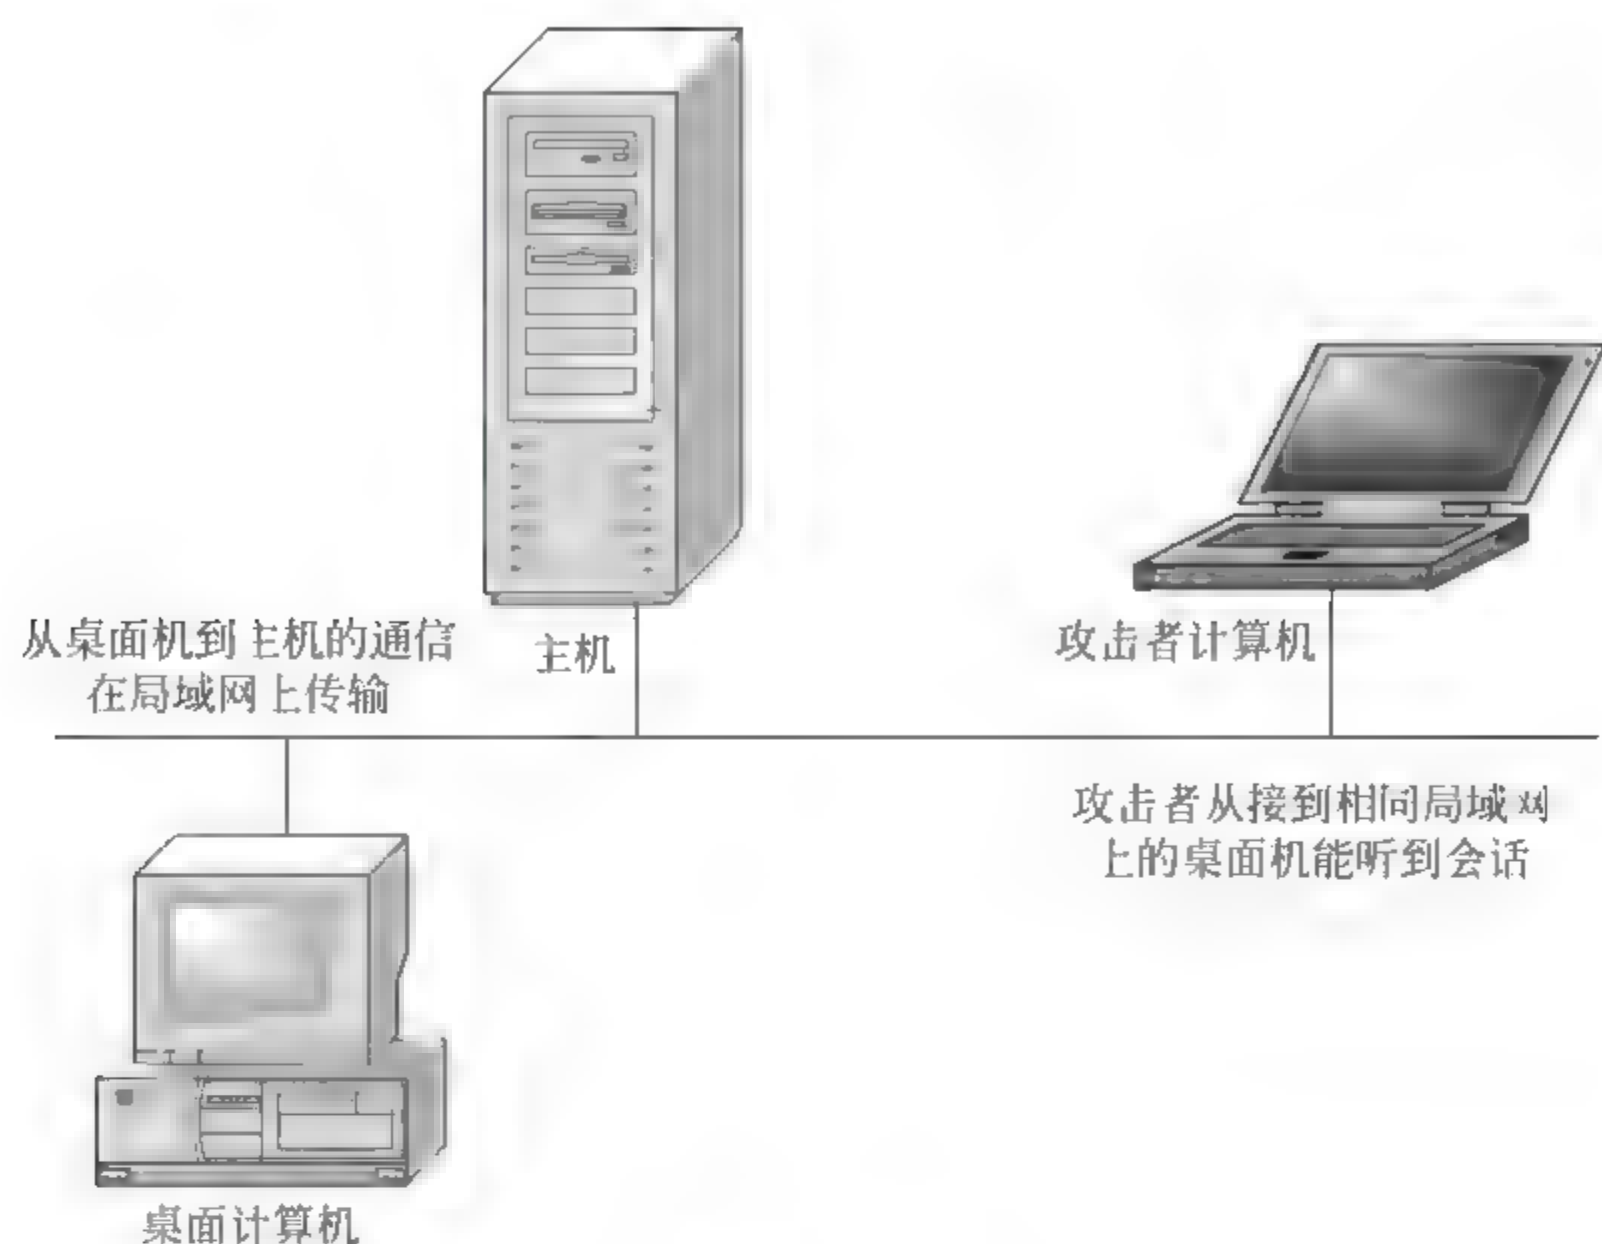 从桌面机到主机的通信
在局域网上传输
主机
攻击者计算机
攻击者从接到相同局域网
上的桌面机能听到会话
桌面计算机